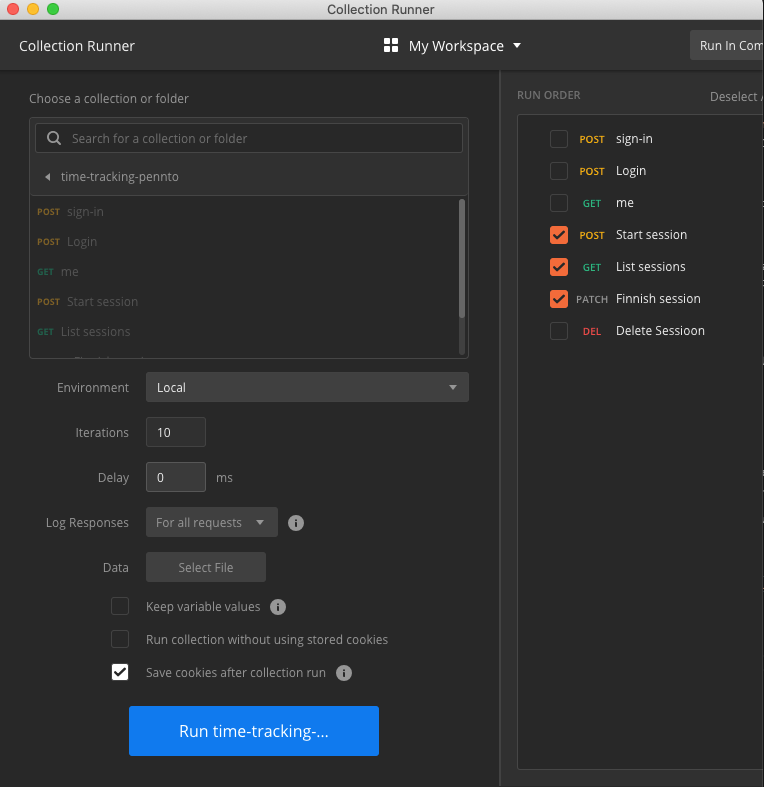 Collection Runner
Collection Runner
My Workspace
Run In Com
Choose a collection or folder
Search for a collection or folder
time-tracking-pennto
POST sign-in
POST Login
GET me
POST Start session
GET List sessions
Environment Local
Iterations 10
Delay 0 ms
Log Responses For all requests
Data Select File
Keep variable values
Run collection without using stored cookies
Save cookies after collection run
Run time-tracking-...
RUN ORDER
Deselect
POST sign-in
POST Login
GET me
POST Start session
GET List sessions
PATCH Finnish session
DEL Delete Sessioon